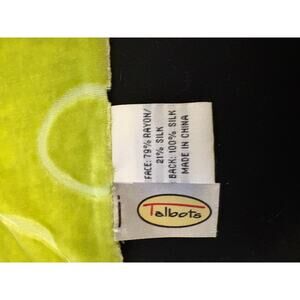 FACE: 79% RAYON/
21% SILK
BACK: 100% SILK
MADE IN CHINA
Talbots